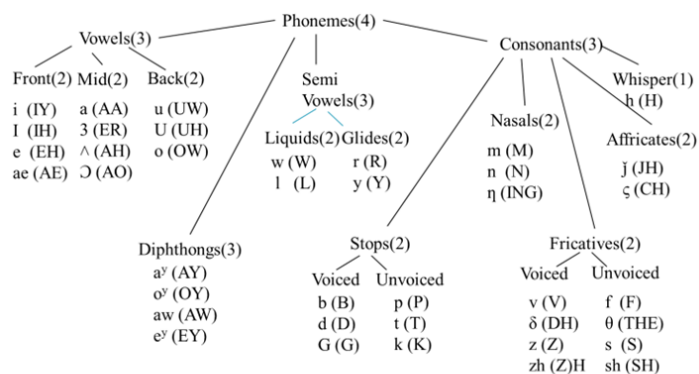 Phonemes(4)
Vowels(3)
Consonants(3)
Front(2) Mid(2) Back(2)
i (IY) a (AA) u (UW)
I (IH) 3 (ER) U (UH)
e (EH) ʌ (AH) o (OW)
ae (AE) Ɔ (AO)
Semi
Vowels(3)
Liquids(2) Glides(2)
w (W) r (R)
l (L) y (Y)
Nasals(2)
m (M)
n (N)
η (ING)
Whisper(1)
h (H)
Affricates(2)
ǰ (JH)
ς (CH)
Diphthongs(3)
aʸ (AY)
oʸ (OY)
aw (AW)
eʸ (EY)
Stops(2)
Voiced Unvoiced
b (B) p (P)
d (D) t (T)
G (G) k (K)
Fricatives(2)
Voiced Unvoiced
v (V) f (F)
δ (DH) θ (THE)
z (Z) s (S)
zh (Z)H sh (SH)